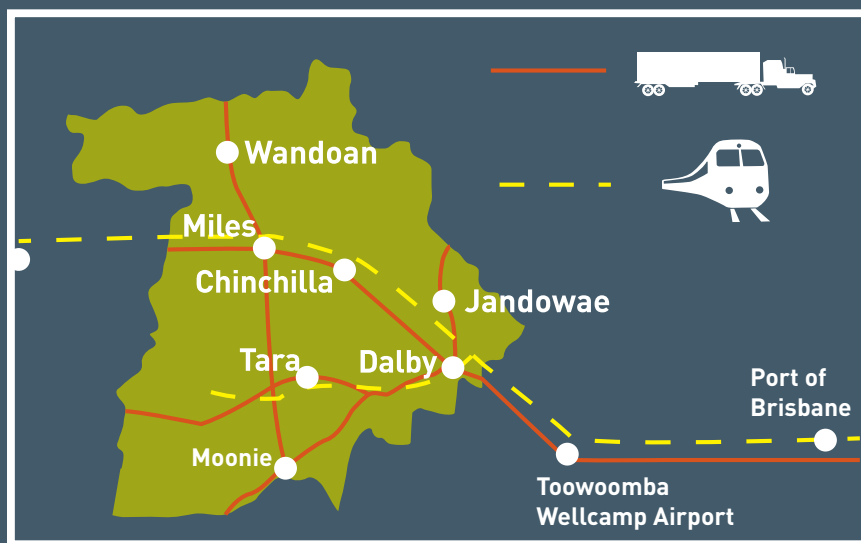 Wandoan
Miles
Chinchilla
Jandowae
Tara
Dalby
Port of
Brisbane
Moonie
Toowoomba
Wellcamp Airport